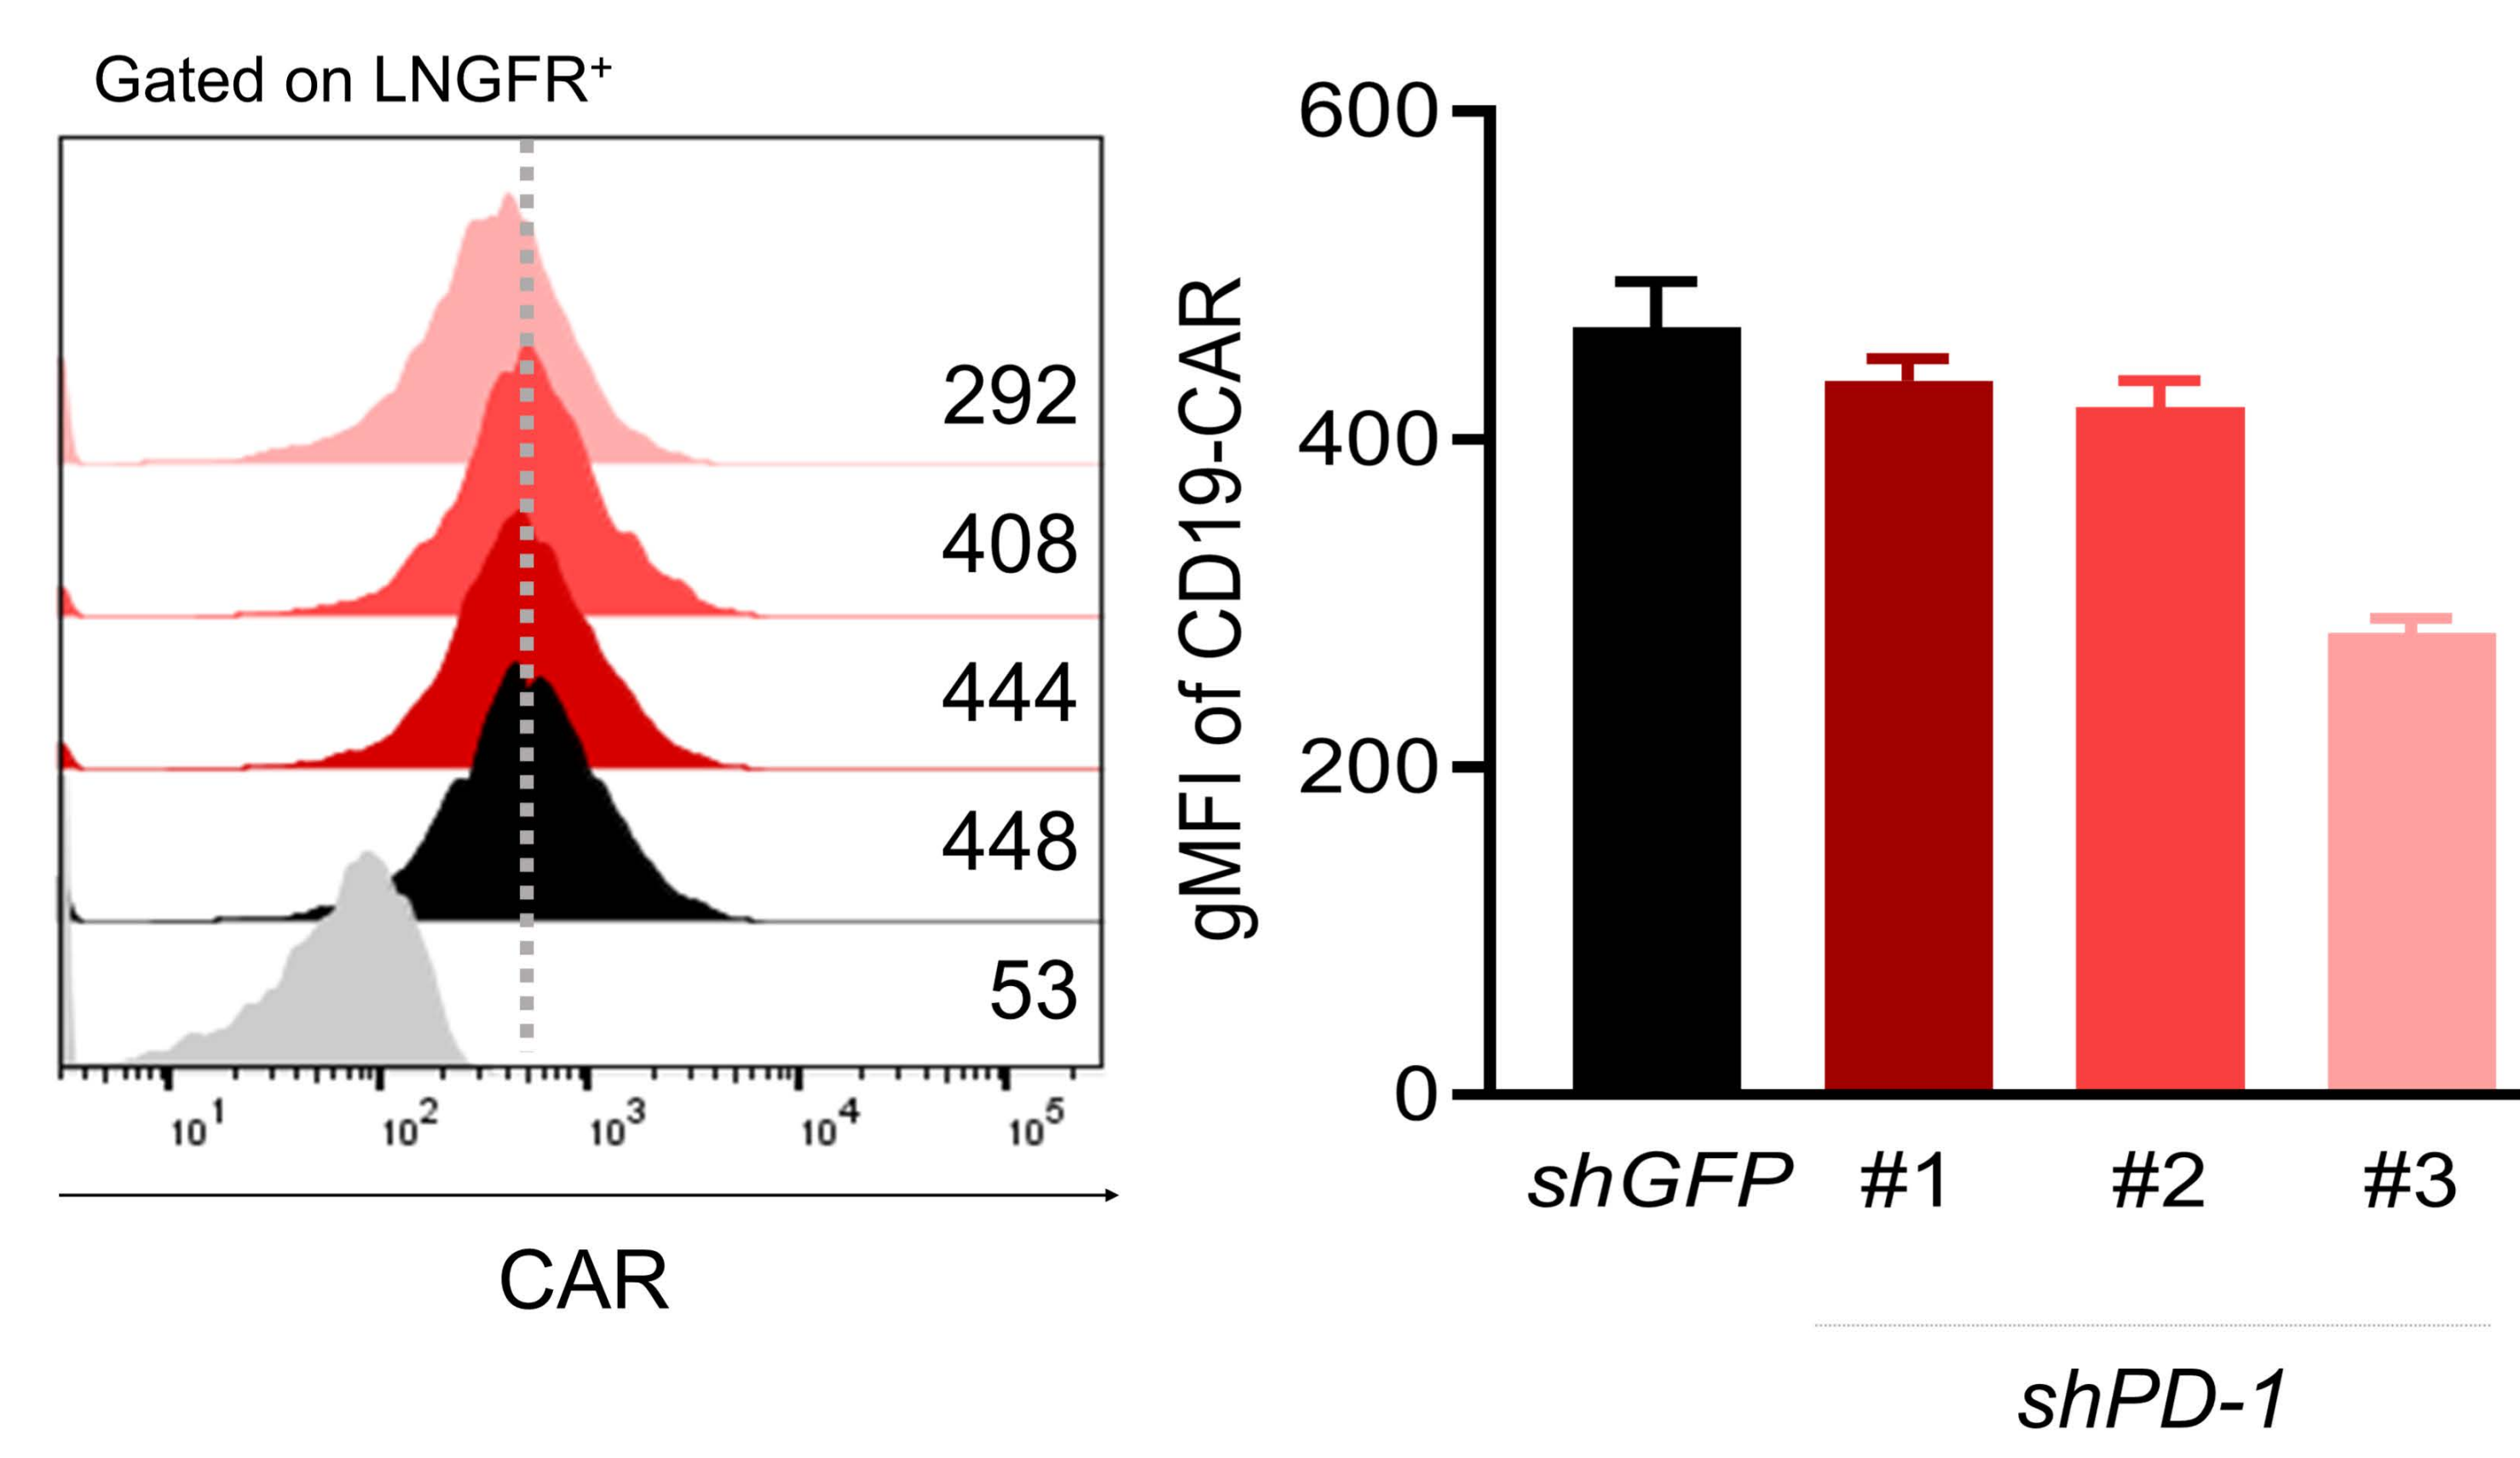 Gated on LNGFR⁺
292
408
444
448
53
10¹ 10² 10³ 10⁴ 10⁵
CAR
gMFI of CD19-CAR
600
400
200
0
shGFP #1 #2 #3
shPD-1